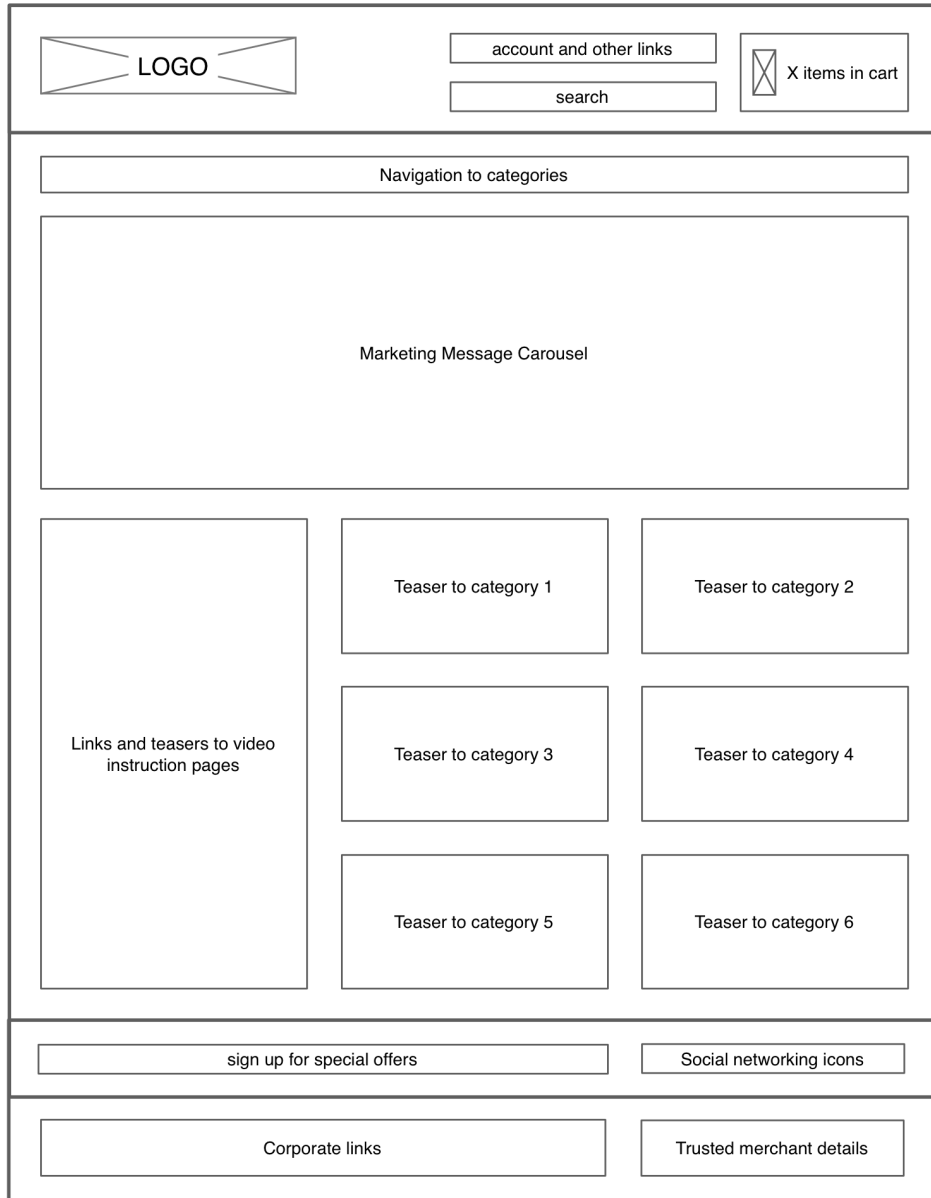 LOGO
account and other links
search
X items in cart
Navigation to categories
Marketing Message Carousel
Links and teasers to video
instruction pages
Teaser to category 1
Teaser to category 2
Teaser to category 3
Teaser to category 4
Teaser to category 5
Teaser to category 6
sign up for special offers
Social networking icons
Corporate links
Trusted merchant details